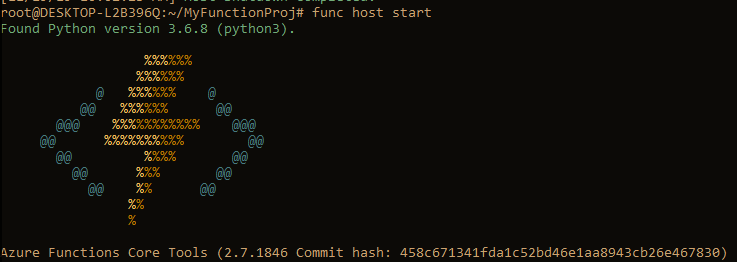 root@DESKTOP-L2B396Q:~/MyFunctionProj# func host start
Found Python version 3.6.8 (python3).
                  %%%%%%
                 %%%%%%
            @   %%%%%%    @
          @@   %%%%%%      @@
       @@@    %%%%%%%%%%%    @@@
     @@      %%%%%%%%%%        @@
       @@         %%%%       @@
         @@      %%%       @@
           @@    %%      @@
                %%
                %
Azure Functions Core Tools (2.7.1846 Commit hash: 458c671341fda1c52bd46e1aa8943cb26e467830)